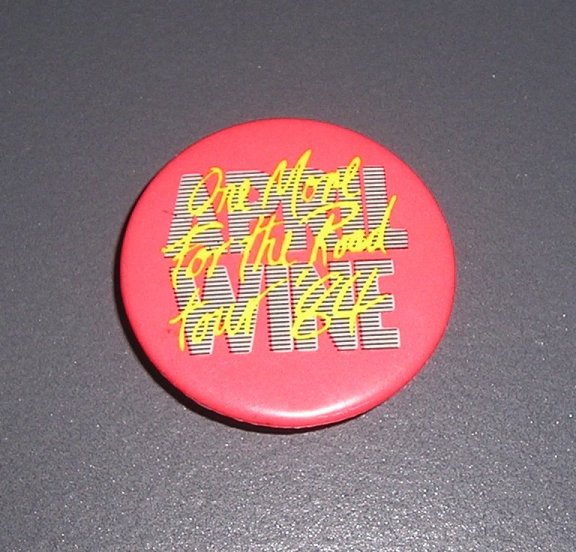 APRIL
WINE
One More
For the Road
tour '84